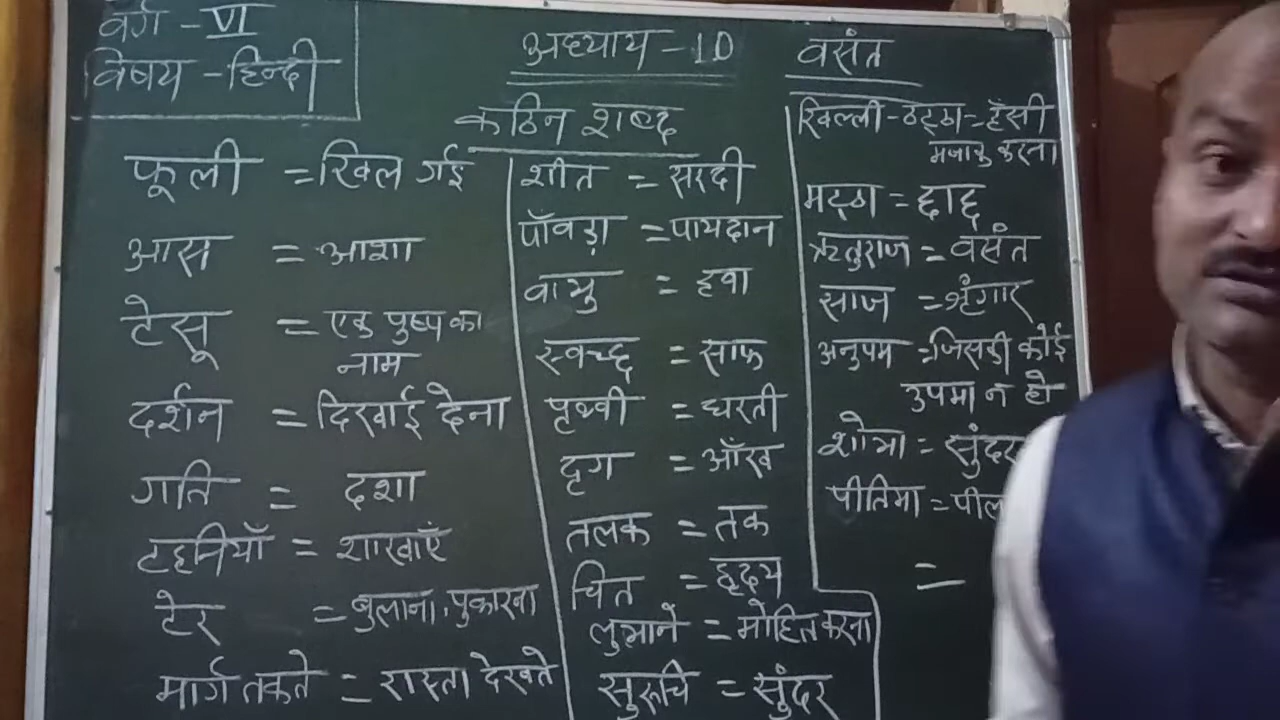 वर्ग - VI
विषय - हिन्दी
अध्याय - 10 वसंत
कठिन शब्द
फूली = खिल गई
आस = आशा
टेसू = एक पुष्प का
नाम
दर्शन = दिखाई देना
गति = दशा
टहनियाँ = शाखाएँ
टेर = बुलाना, पुकारना
मार्ग तकते = रास्ता देखते
शीत = सरदी
पाँवड़ा = पायदान
वायु = हवा
स्वच्छ = साफ
पृथ्वी = धरती
दृग = आँख
तलक = तक
चित = हृदय
लुभाने = मोहित करना
सुरुचि = सुंदर
खिल्ली - ठट्ठा = हँसी
मजाक करना
मट्ठा = छाछ
ऋतुराज = वसंत
साज = श्रृंगार
अनुपम = जिसकी कोई
उपमा न हो
शोभा = सुंदर
पीतिमा = पील
=